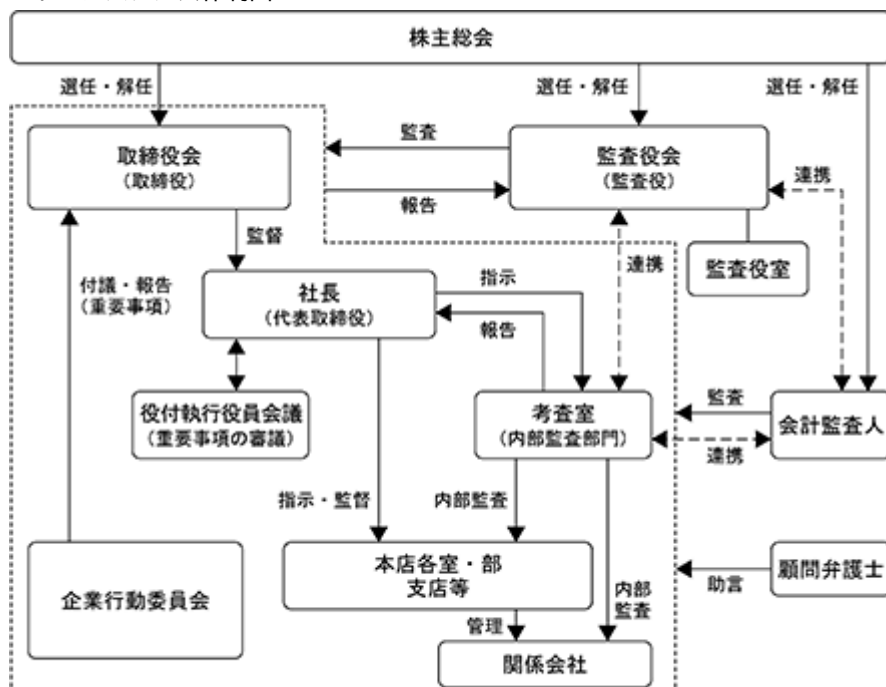 株主総会
選任・解任
選任・解任
選任・解任
取締役会
(取締役)
監査
報告
監査役会
(監査役)
連携
監督
連携
監査役室
付議・報告
(重要事項)
社長
(代表取締役)
指示
報告
役付執行役員会議
(重要事項の審議)
考査室
(内部監査部門)
監査
会計監査人
連携
指示・監督
内部監査
本店各室・部
支店等
企業行動委員会
内部
監査
助言
顧問弁護士
管理
関係会社